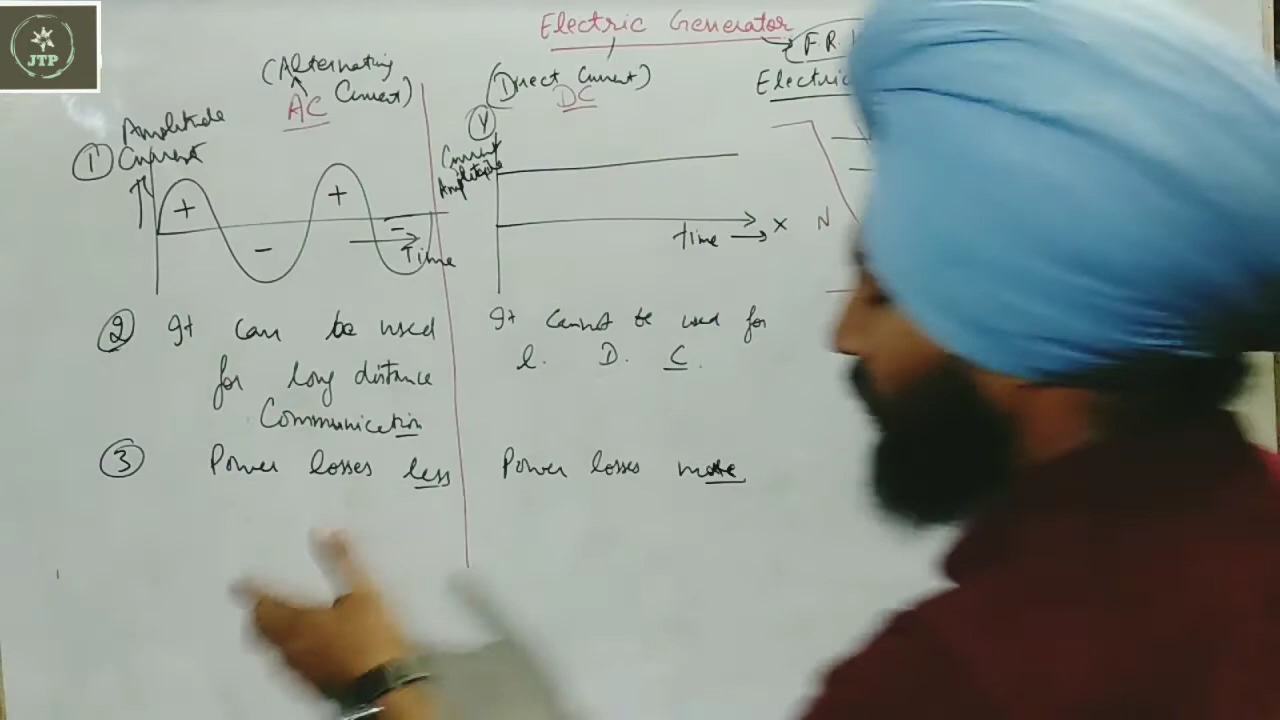 JTP
Electric Generator
F R
Electric
(Alternating
Current)
AC
(Direct Current)
DC
Amplitude
① Current
+
-
+
-
Time
Y
Current
Amplitude
time
X
N
② It can be used
for long distance
Communication
It cannot be used for
l. D. C.
③ Power losses less
Power losses more